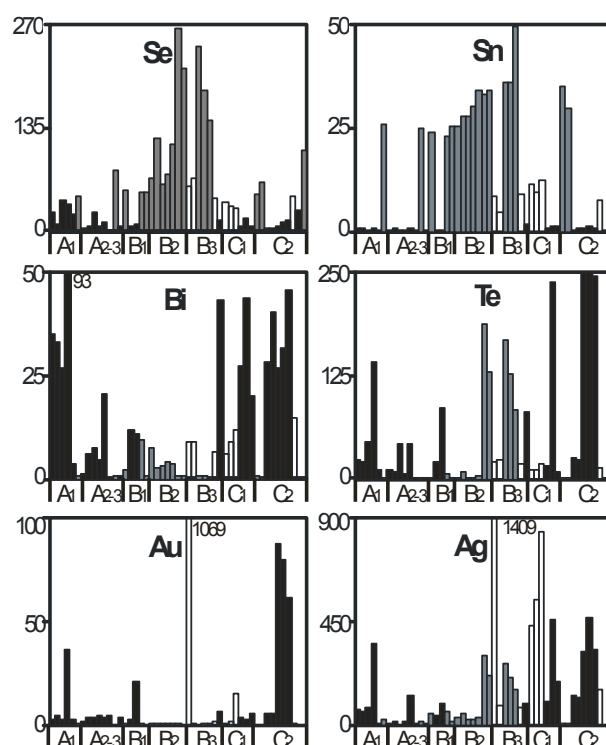 270 Se 50 Sn
135 25
0 0
A1 A2-3 B1 B2 B3 C1 C2 A1 A2-3 B1 B2 B3 C1 C2
50 93 Bi 250 Te
25 125
0 0
A1 A2-3 B1 B2 B3 C1 C2 A1 A2-3 B1 B2 B3 C1 C2
100 Au 1069 900 Ag 1409
50 450
0 0
A1 A2-3 B1 B2 B3 C1 C2 A1 A2-3 B1 B2 B3 C1 C2